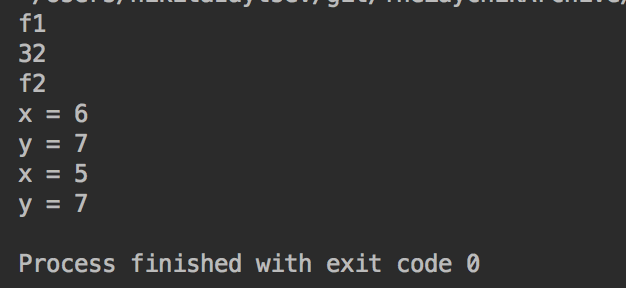 f1
32
f2
x = 6
y = 7
x = 5
y = 7
Process finished with exit code 0